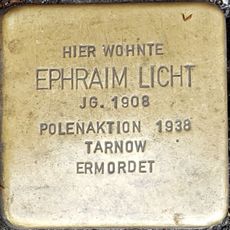 HIER WOHNTE
EPHRAIM LICHT
JG. 1908
POLENAKTION 1938
TARNOW
ERMORDET